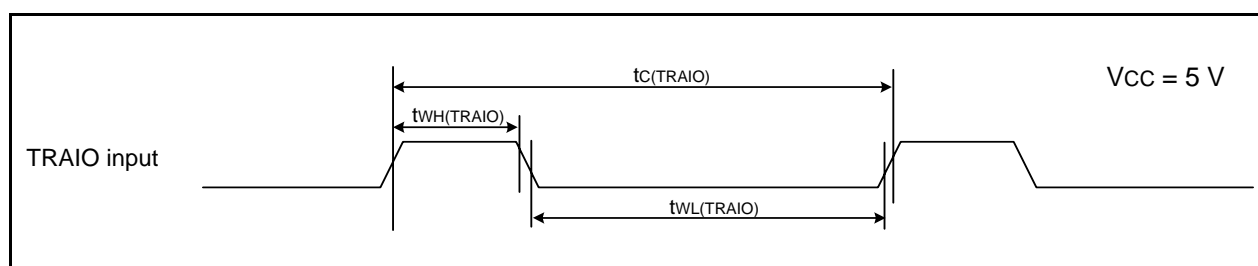 tC(TRAIO)
VCC = 5 V
tWH(TRAIO)
TRAIO input
tWL(TRAIO)